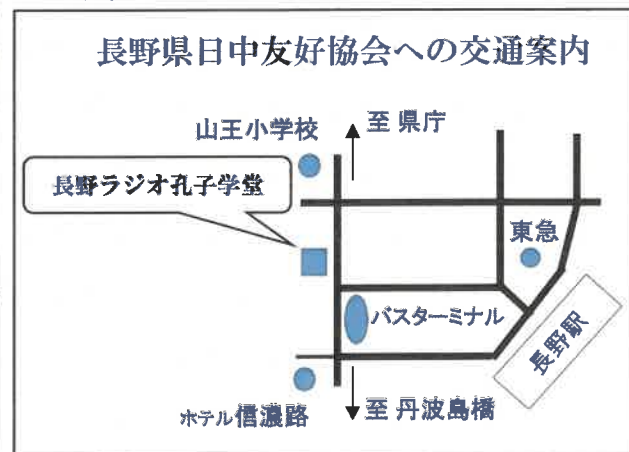 長野県日中友好協会への交通案内
山王小学校
至 県庁
長野ラジオ孔子学堂
東急
バスターミナル
長野駅
ホテル信濃路
至 丹波島橋